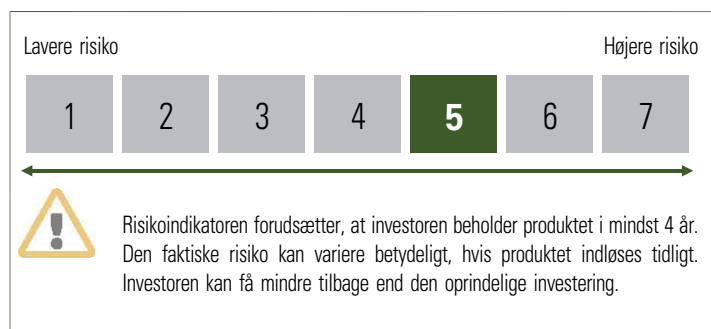 Lavere risiko Højere risiko
1 2 3 4 5 6 7
Risikoindikatoren forudsætter, at investoren beholder produktet i mindst 4 år.
Den faktiske risiko kan variere betydeligt, hvis produktet indløses tidligt.
Investoren kan få mindre tilbage end den oprindelige investering.